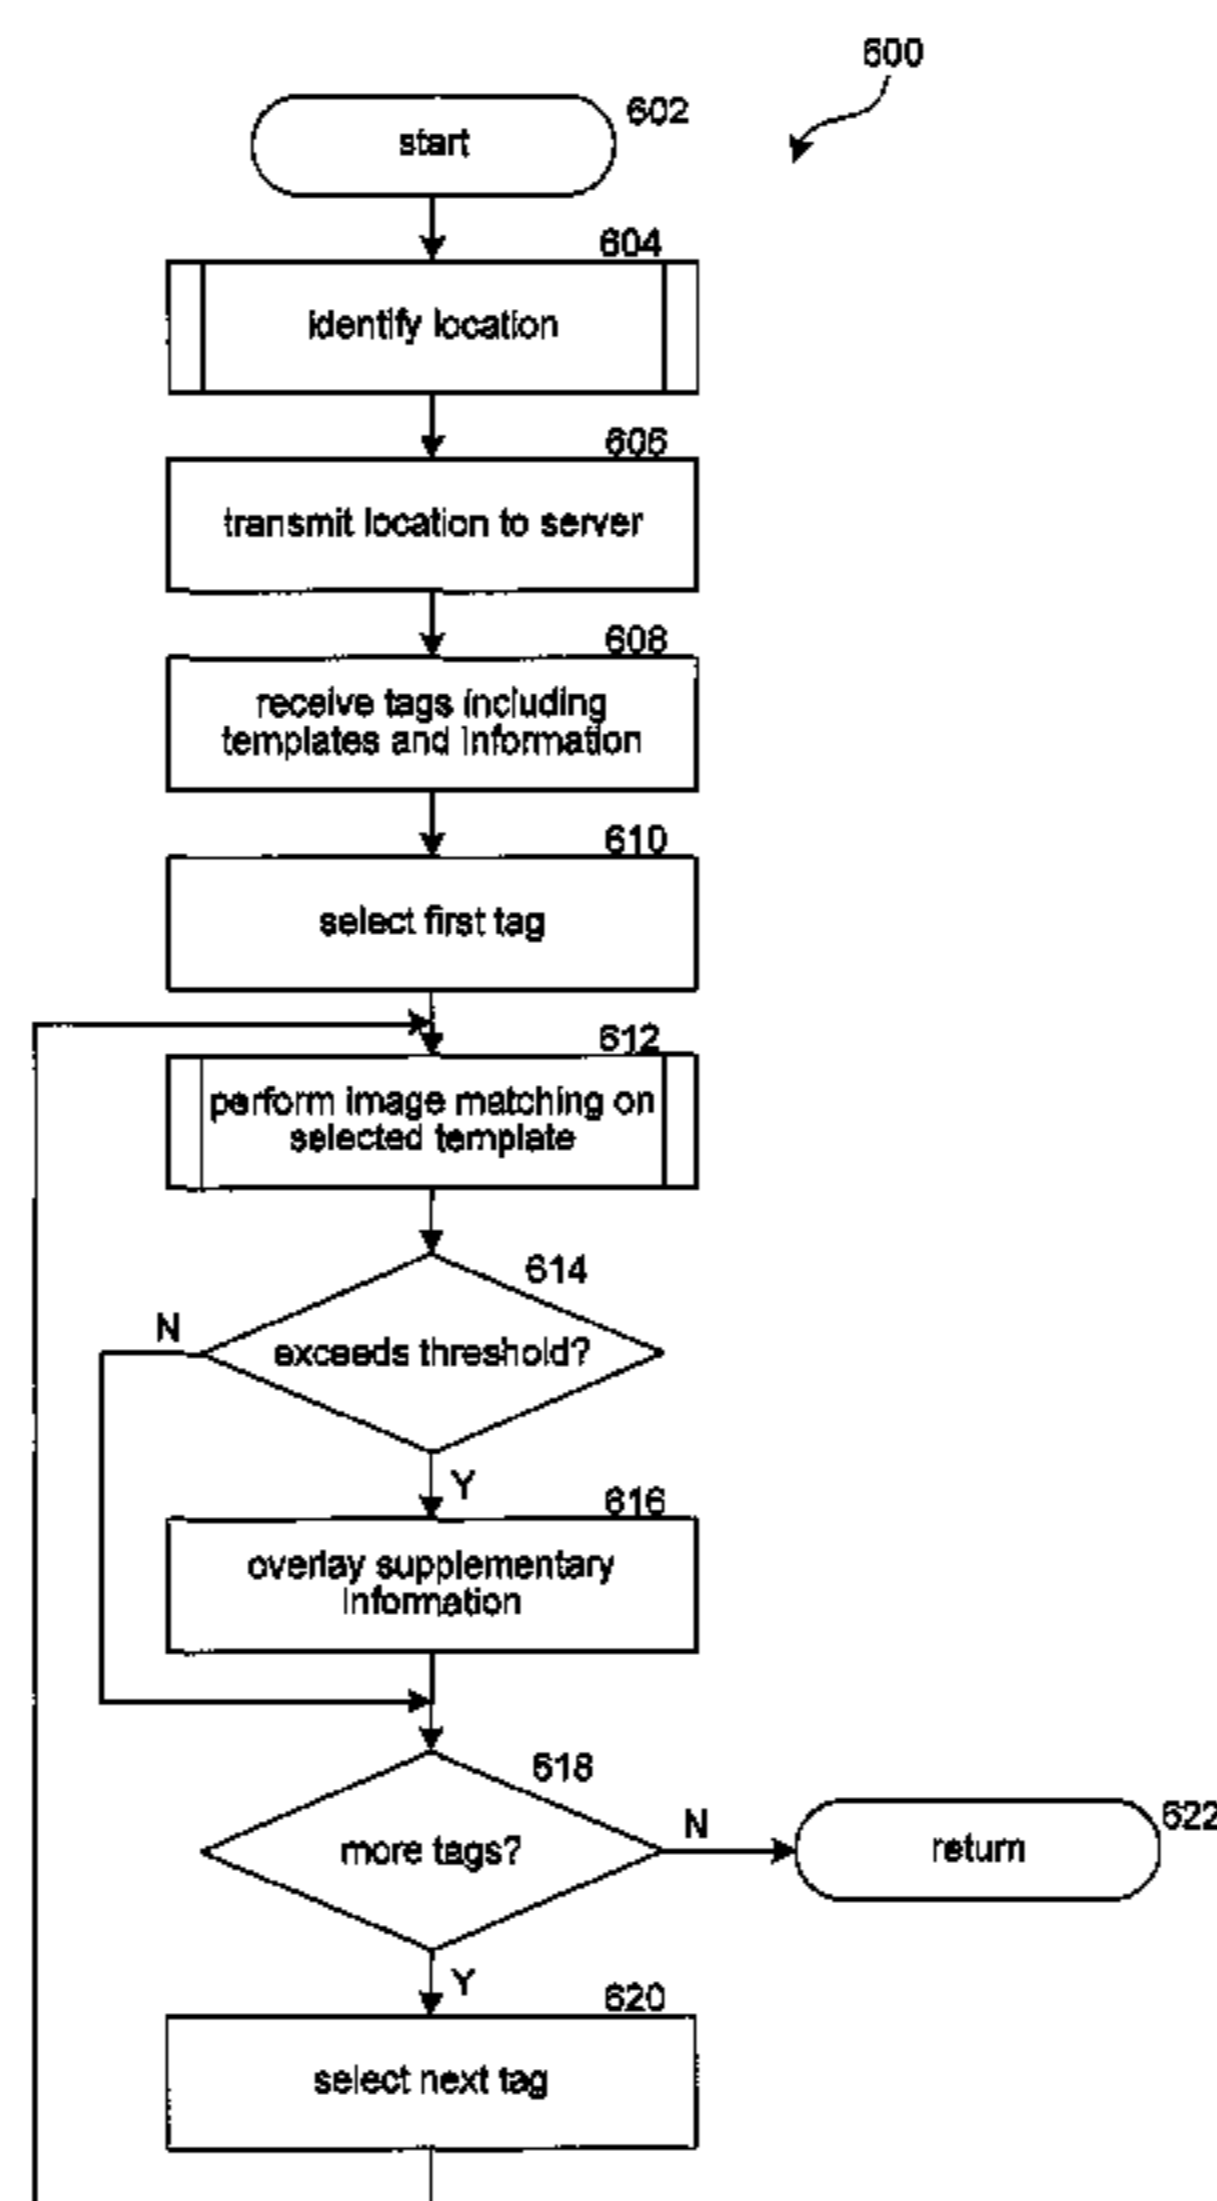 600
602
start
604
identify location
606
transmit location to server
608
receive tags including
templates and information
610
select first tag
612
perform image matching on
selected template
614
N
exceeds threshold?
Y
616
overlay supplementary
information
618
more tags?
N
622
return
Y
620
select next tag